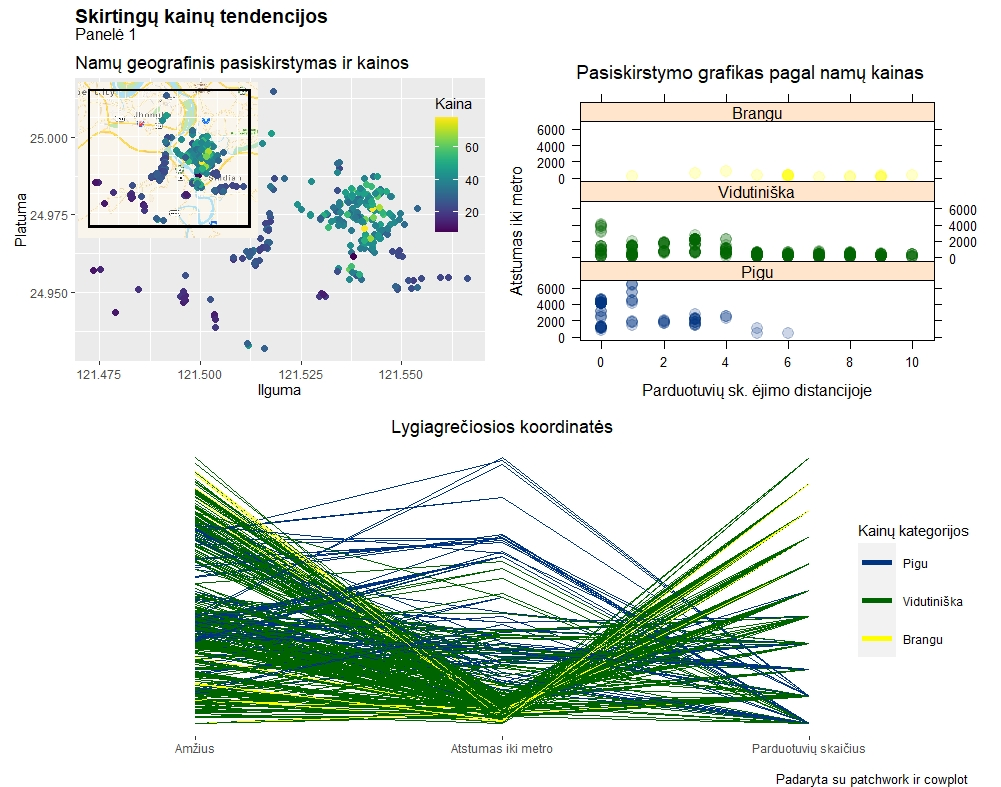 Skirtingų kainų tendencijos
Panelė 1
Namų geografinis pasiskirstymas ir kainos
Kaina
60
40
20
25.000
24.975
24.950
Platuma
121.475
121.500
121.525
121.550
Ilguma
Pasiskirstymo grafikas pagal namų kainas
Brangu
6000
4000
2000
0
Vidutiniška
6000
4000
2000
0
Pigu
6000
4000
2000
0
Atstumas iki metro
0
2
4
6
8
10
Parduotuvių sk. ėjimo distancijoje
Lygiagrečiosios koordinatės
Amžius
Atstumas iki metro
Parduotuvių skaičius
Kainų kategorijos
Pigu
Vidutiniška
Brangu
Padaryta su patchwork ir cowplot